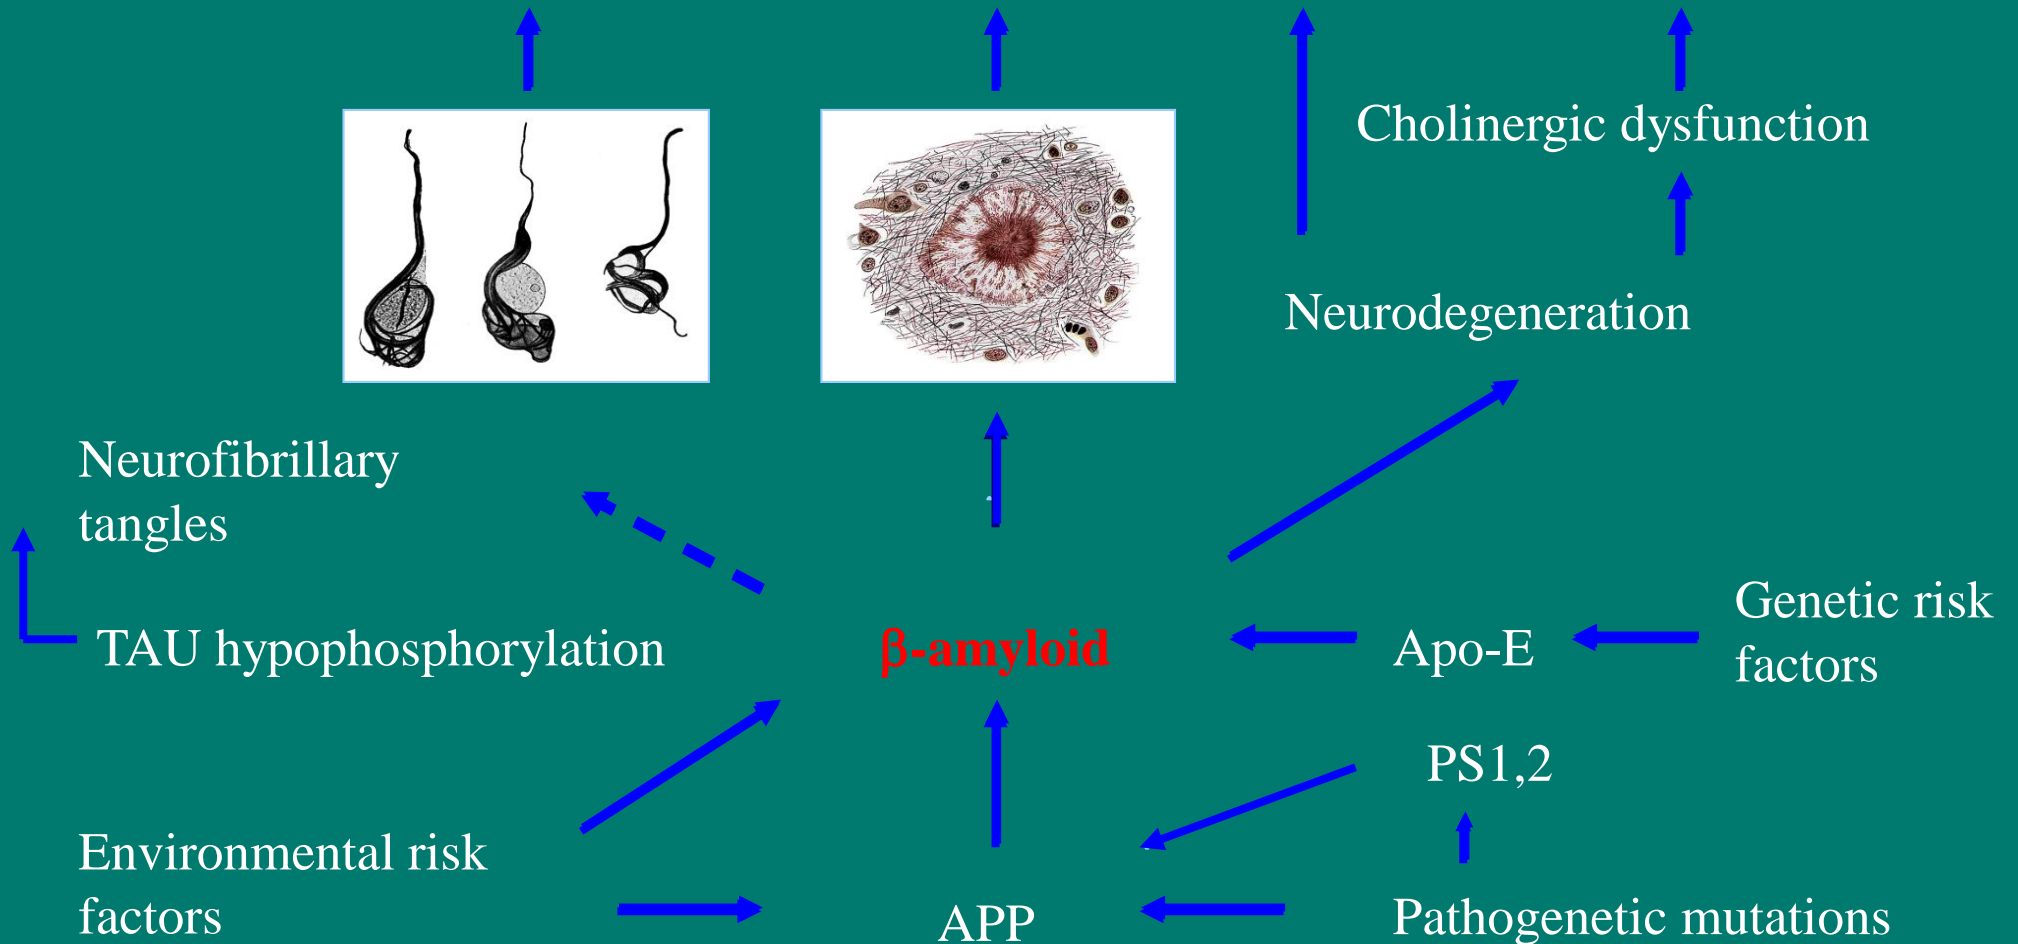 Cholinergic dysfunction
Neurodegeneration
Neurofibrillary
tangles
Genetic risk
factors
TAU hypophosphorylation
β-amyloid
Apo-E
PS1,2
Environmental risk
factors
APP
Pathogenetic mutations